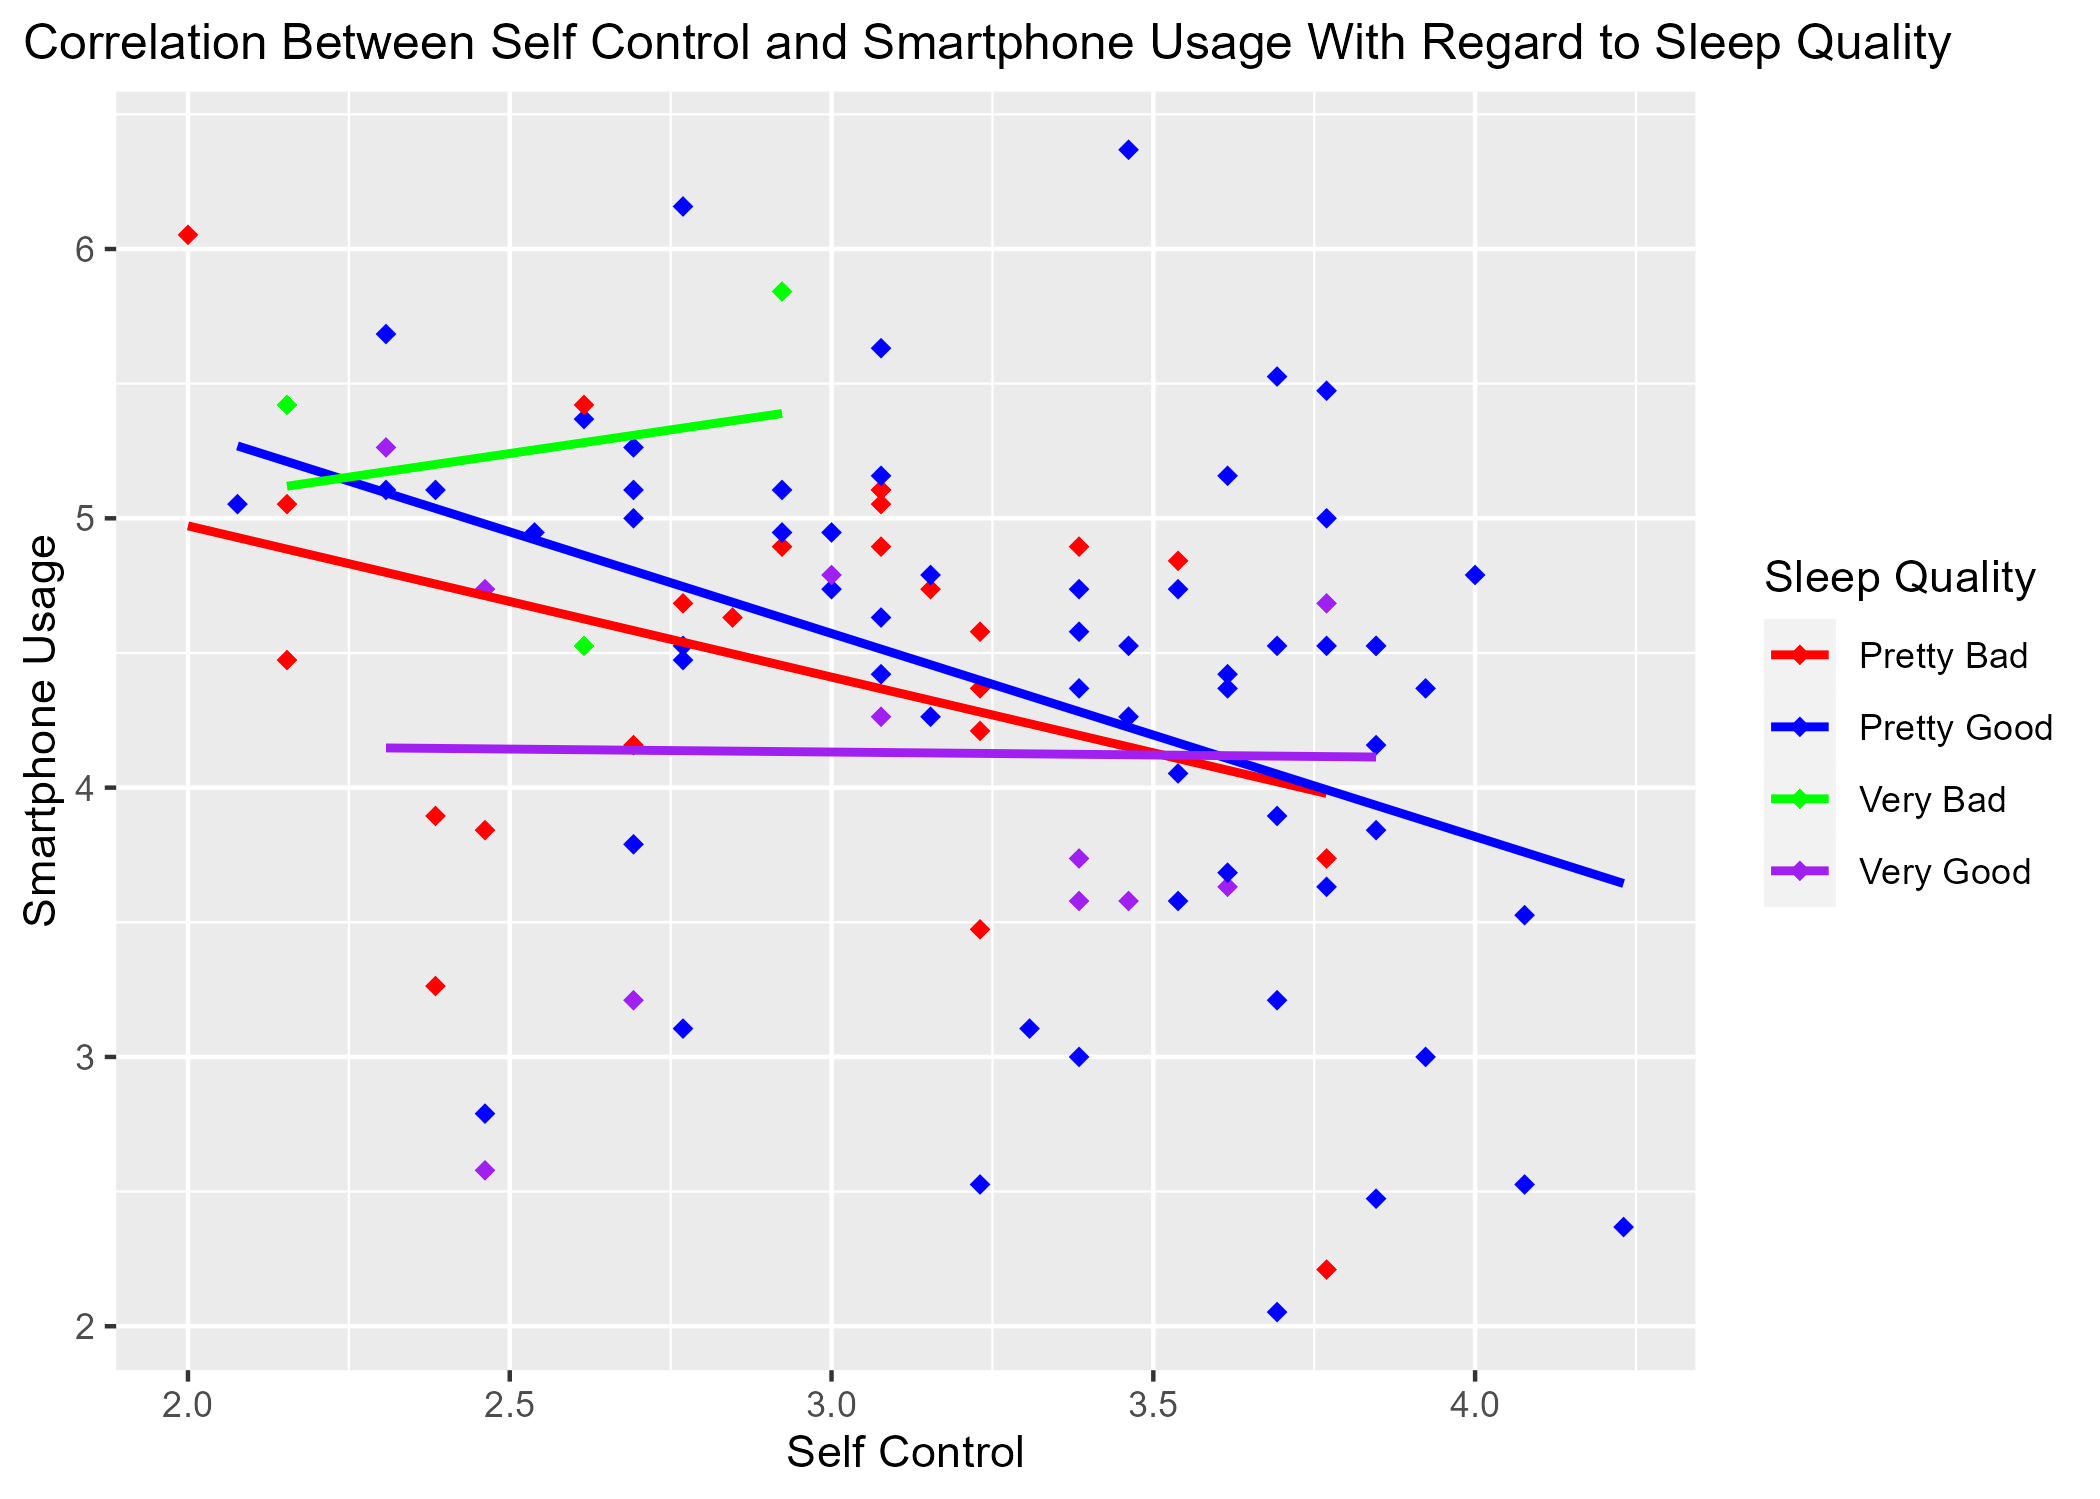 Correlation Between Self Control and Smartphone Usage With Regard to Sleep Quality
Smartphone Usage
6
5
4
3
2
2.0
2.5
3.0
3.5
4.0
Self Control
Sleep Quality
Pretty Bad
Pretty Good
Very Bad
Very Good